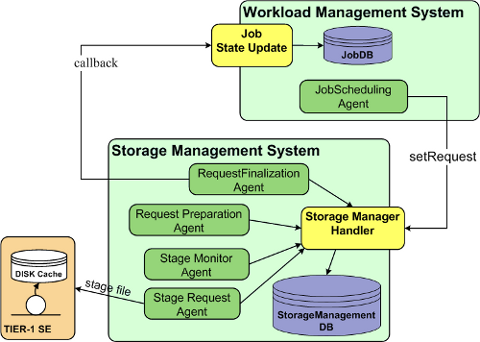 Workload Management System
Job
State Update
JobDB
callback
JobScheduling
Agent
setRequest
Storage Management System
RequestFinalization
Agent
Request Preparation
Agent
Storage Manager
Handler
Stage Monitor
Agent
DISK Cache
stage file
Stage Request
Agent
StorageManagement
DB
TIER-1 SE